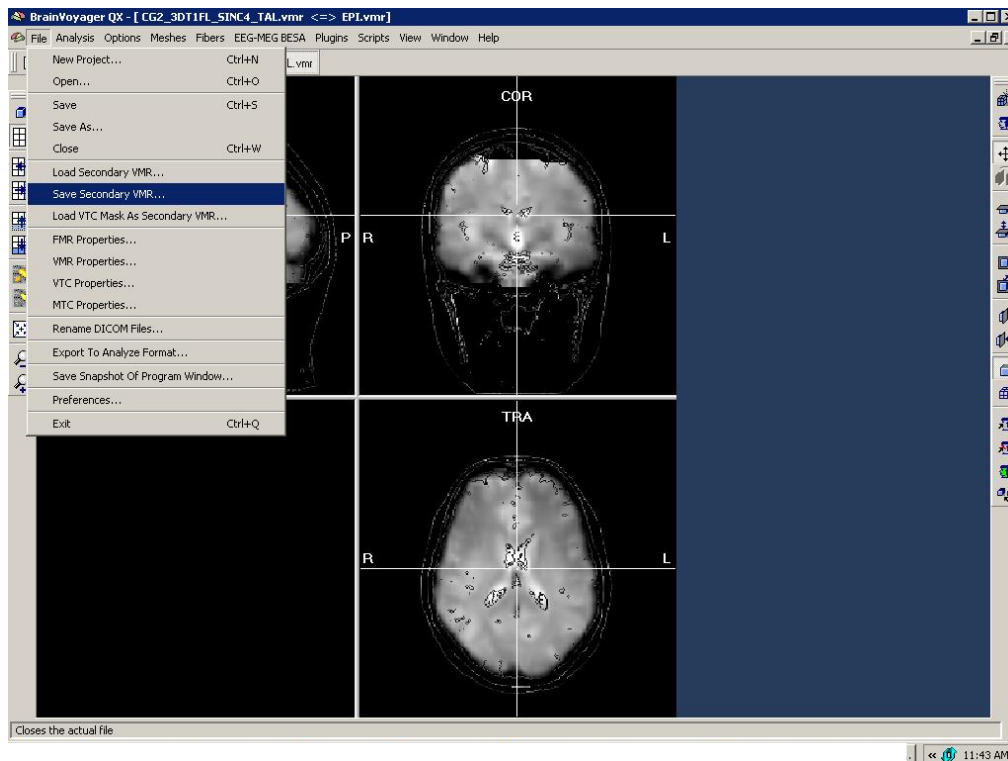 BrainVoyager QX - [ CG2_3DT1FL_SINC4_TAL.vmr <=> EPI.vmr]
File Analysis Options Meshes Fibers EEG-MEG BESA Plugins Scripts View Window Help
New Project... Ctrl+N
L.vmr
Open... Ctrl+O
Save Ctrl+S
Save As...
Close Ctrl+W
Load Secondary VMR...
Save Secondary VMR...
Load VTC Mask As Secondary VMR...
FMR Properties...
VMR Properties...
VTC Properties...
MTC Properties...
Rename DICOM Files...
Export To Analyze Format...
Save Snapshot Of Program Window...
Preferences...
Exit Ctrl+Q
COR
P R L
TRA
R L
Closes the actual file
11:43 AM